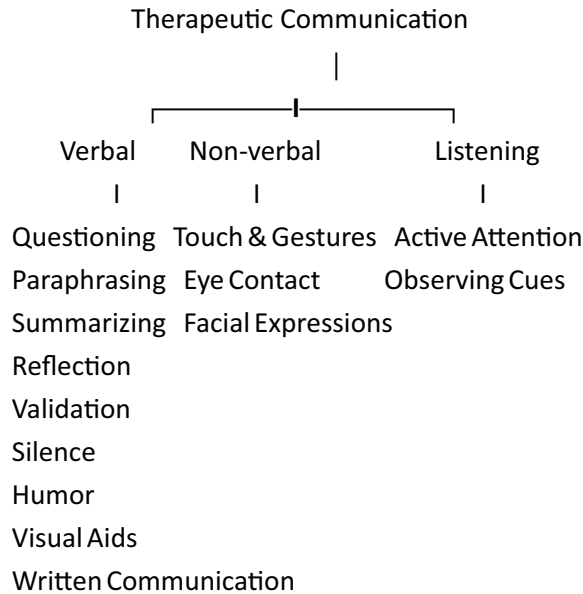 Therapeutic Communication
Verbal Non-verbal Listening
Questioning Touch & Gestures Active Attention
Paraphrasing Eye Contact Observing Cues
Summarizing Facial Expressions
Reflection
Validation
Silence
Humor
Visual Aids
Written Communication